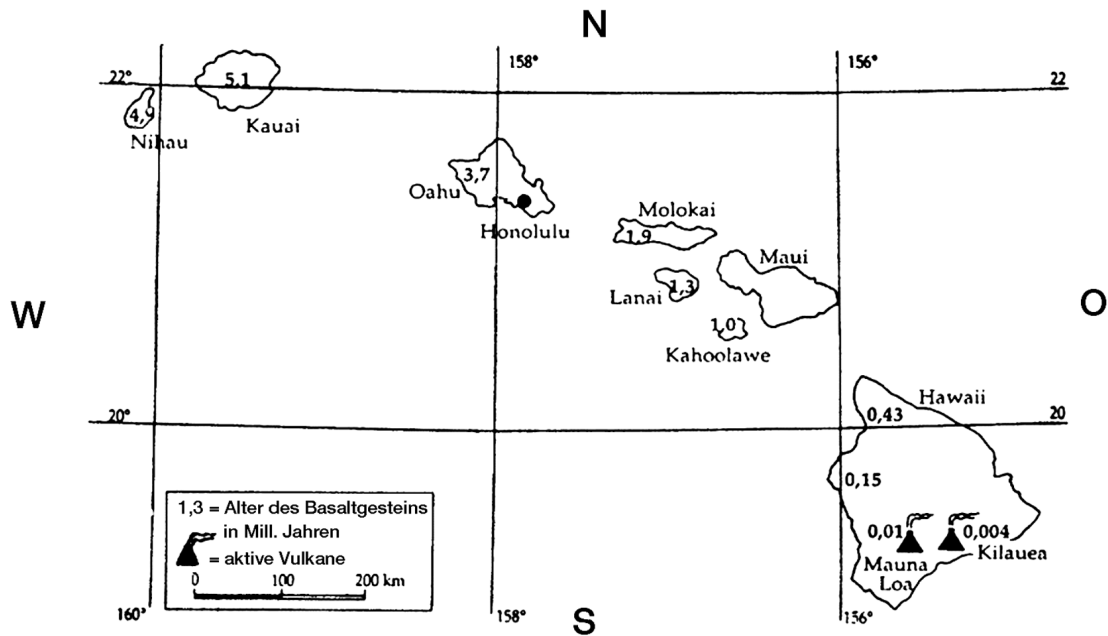 N
158°
156°
22°
22
5,1
4,9
Nihau
Kauai
3,7
Oahu
Honolulu
Molokai
1,9
Maui
Lanai
1,3
W
O
1,0
Kahoolawe
Hawaii
20°
20
0,43
0,15
1,3 = Alter des Basaltgesteins
in Mill. Jahren
= aktive Vulkane
0 100 200 km
0,01
0,004
Mauna
Loa
Kilauea
160°
158°
S
156°